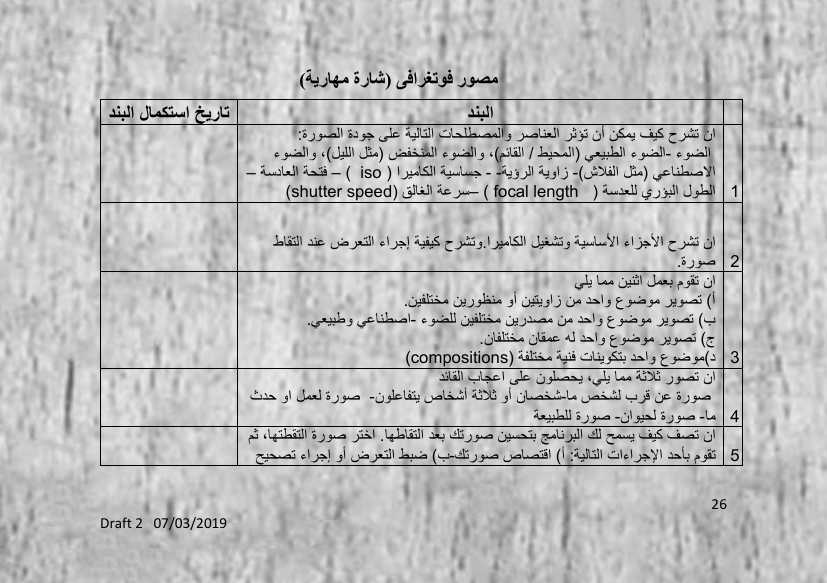 مصور فوتغرافى (شارة مهارية)
البند
تاريخ استكمال البند
ان تشرح كيف يمكن أن تؤثر العناصر والمصطلحات التالية على جودة الصورة:
الضوء -الضوء الطبيعي (المحيط / القائم)، والضوء المنخفض (مثل الليل)، والضوء
الاصطناعي (مثل الفلاش)- زاوية الرؤية- - حساسية الكاميرا ( iso ) – فتحة العادسة –
1 الطول البؤري للعدسة ( focal length ) –سرعة الغالق (shutter speed)
ان تشرح الأجزاء الأساسية وتشغيل الكاميرا.وتشرح كيفية إجراء التعرض عند التقاط
2 صورة.
ان تقوم بعمل اثنين مما يلي
أ) تصوير موضوع واحد من زاويتين أو منظورين مختلفين.
ب) تصوير موضوع واحد من مصدرين مختلفين للضوء -اصطناعي وطبيعي.
ج) تصوير موضوع واحد له عمقان مختلفان.
3 د)موضوع واحد بتكوينات فنية مختلفة (compositions)
ان تصور ثلاثة مما يلي، يحصلون على اعجاب القائد
صورة عن قرب لشخص ما-شخصان أو ثلاثة أشخاص يتفاعلون- صورة لعمل او حدث
4 ما- صورة لحيوان- صورة للطبيعة
ان تصف كيف يسمح لك البرنامج بتحسين صورتك بعد التقاطها. اختر صورة التقطتها، ثم
5 تقوم بأحد الإجراءات التالية: أ) اقتصاص صورتك-ب) ضبط التعرض أو إجراء تصحيح
26
Draft 2 07/03/2019